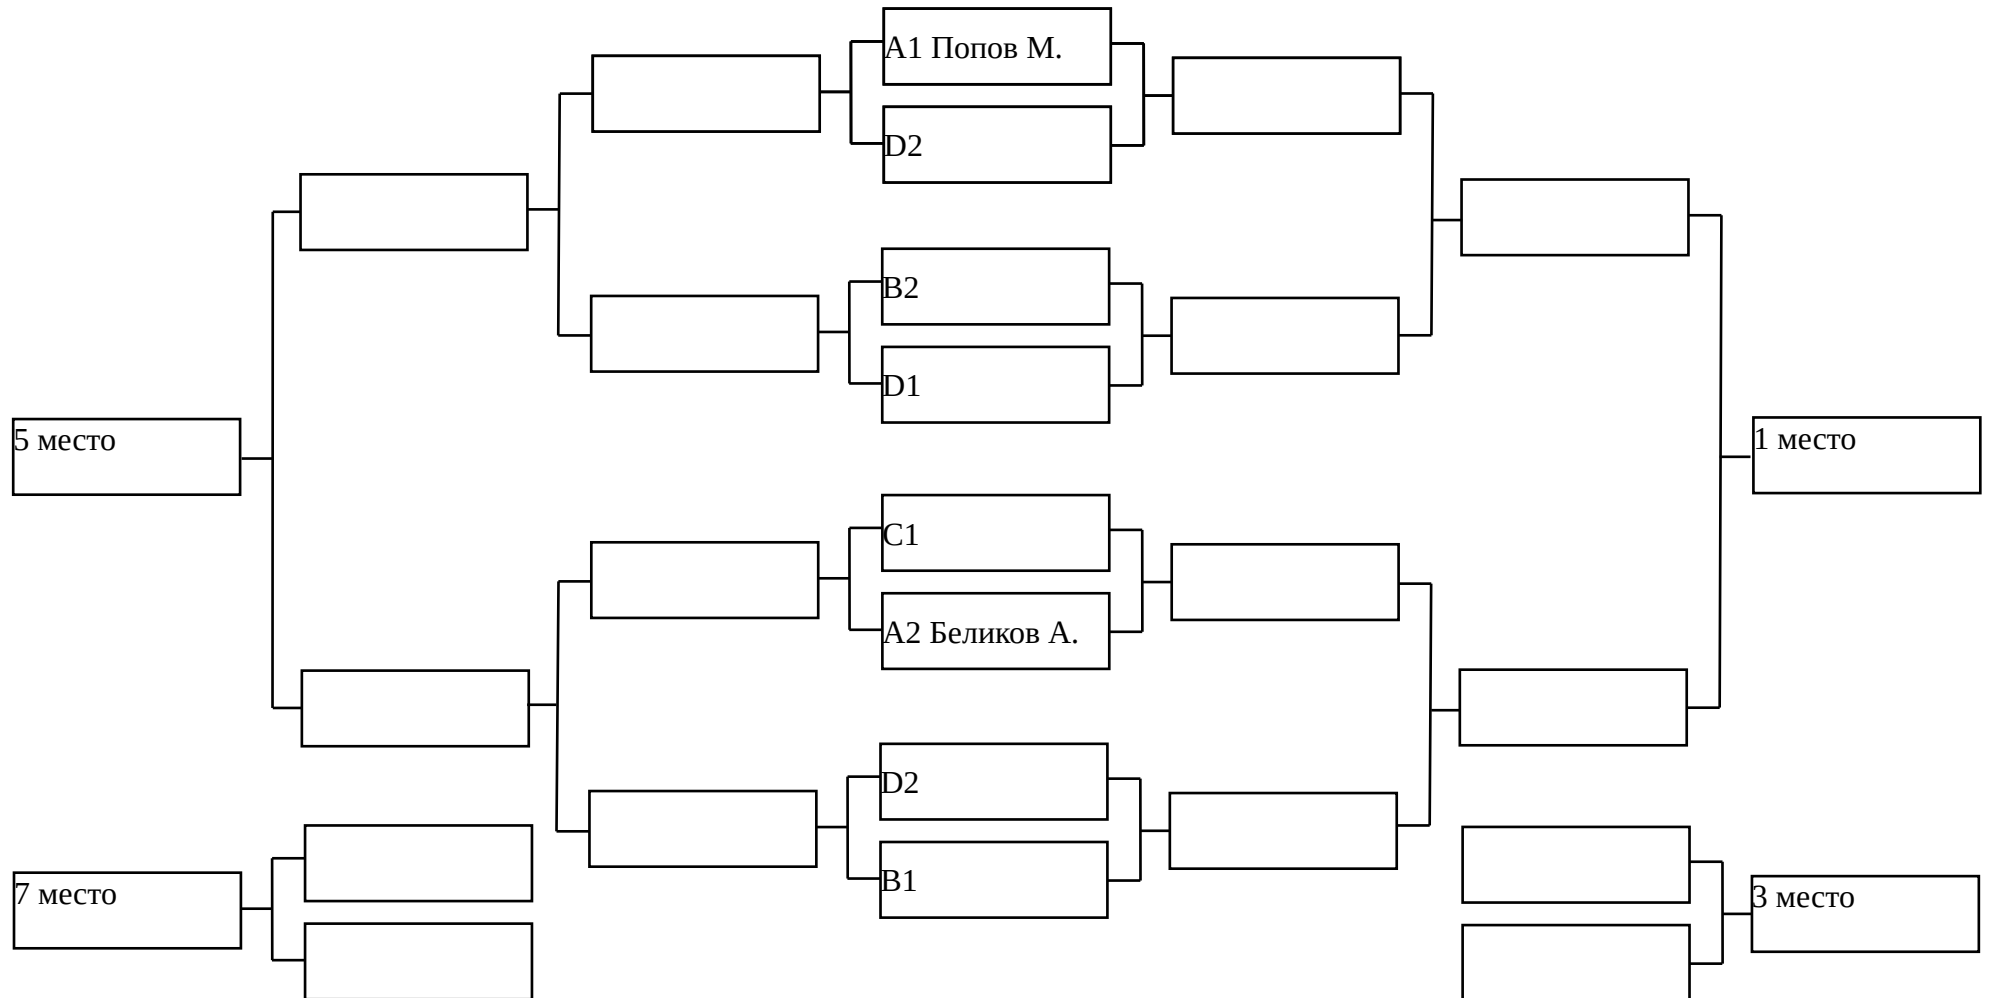 A1 Попов М.
D2
B2
D1
5 место
1 место
C1
A2 Беликов А.
D2
B1
7 место
3 место